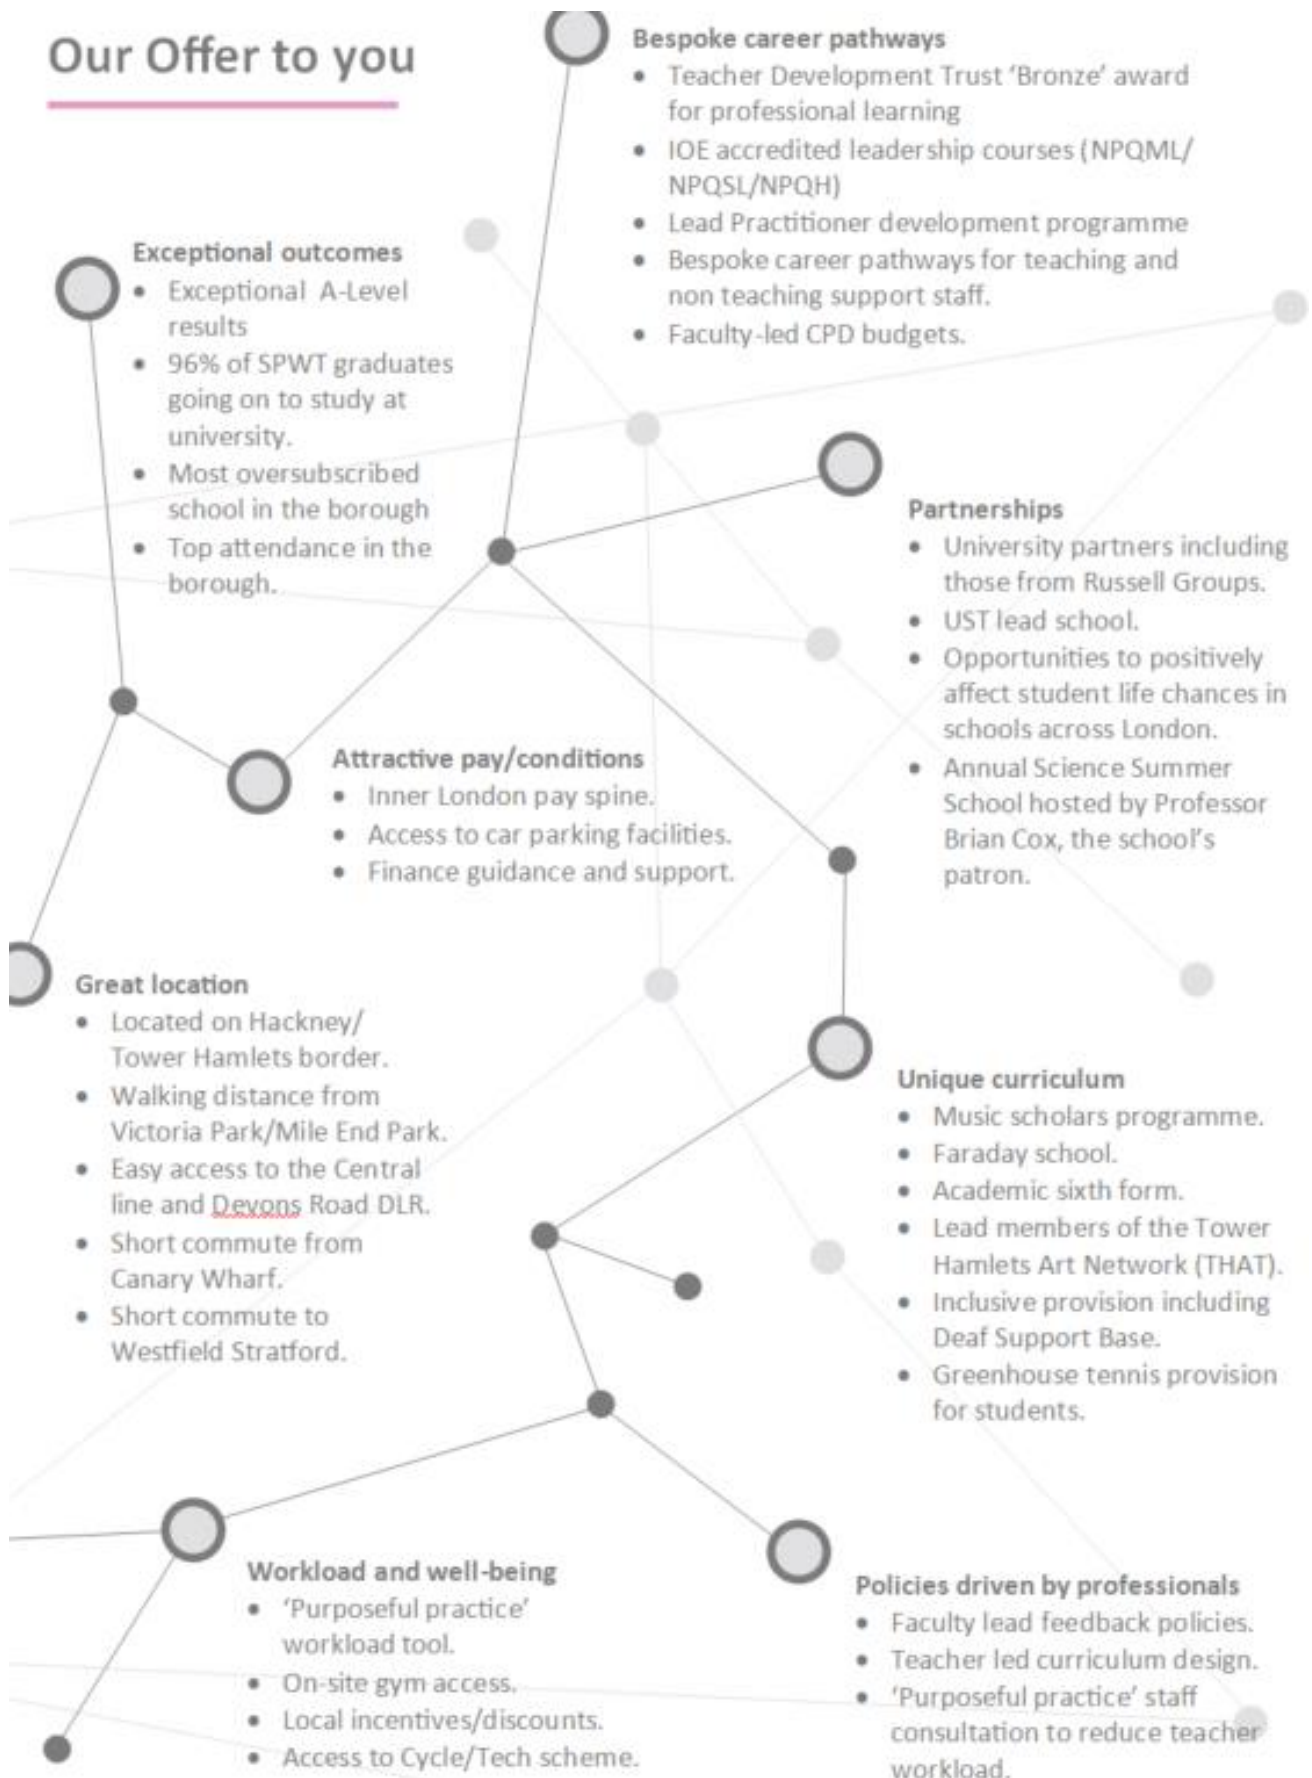 Our Offer to you
Bespoke career pathways
• Teacher Development Trust ‘Bronze’ award
for professional learning
• IOE accredited leadership courses (NPQML/
NPQSL/NPQH)
• Lead Practitioner development programme
• Bespoke career pathways for teaching and
non teaching support staff.
• Faculty-led CPD budgets.
Exceptional outcomes
• Exceptional A-Level
results
• 96% of SPWT graduates
going on to study at
university.
• Most oversubscribed
school in the borough
• Top attendance in the
borough.
Partnerships
• University partners including
those from Russell Groups.
• UST lead school.
• Opportunities to positively
affect student life chances in
schools across London.
• Annual Science Summer
School hosted by Professor
Brian Cox, the school’s
patron.
Attractive pay/conditions
• Inner London pay spine.
• Access to car parking facilities.
• Finance guidance and support.
Great location
• Located on Hackney/
Tower Hamlets border.
• Walking distance from
Victoria Park/Mile End Park.
• Easy access to the Central
line and Devons Road DLR.
• Short commute from
Canary Wharf.
• Short commute to
Westfield Stratford.
Unique curriculum
• Music scholars programme.
• Faraday school.
• Academic sixth form.
• Lead members of the Tower
Hamlets Art Network (THAT).
• Inclusive provision including
Deaf Support Base.
• Greenhouse tennis provision
for students.
Workload and well-being
• ‘Purposeful practice’
workload tool.
• On-site gym access.
• Local incentives/discounts.
• Access to Cycle/Tech scheme.
Policies driven by professionals
• Faculty lead feedback policies.
• Teacher led curriculum design.
• ‘Purposeful practice’ staff
consultation to reduce teacher
workload.